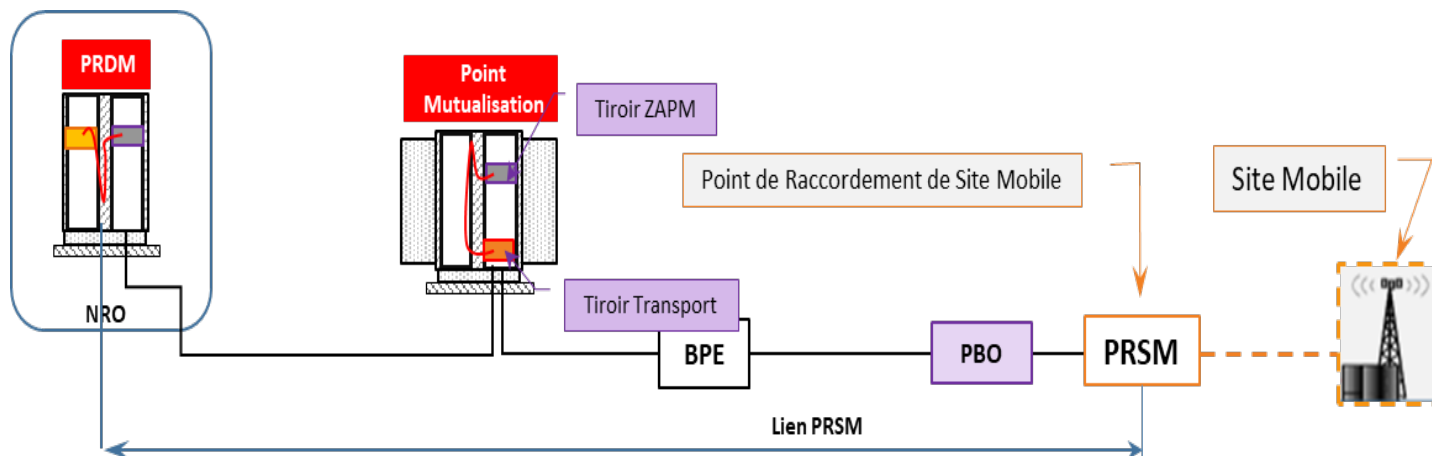 PRDM
Point
Mutualisation
Tiroir ZAPM
Point de Raccordement de Site Mobile
Site Mobile
NRO
Tiroir Transport
BPE
PBO
PRSM
Lien PRSM